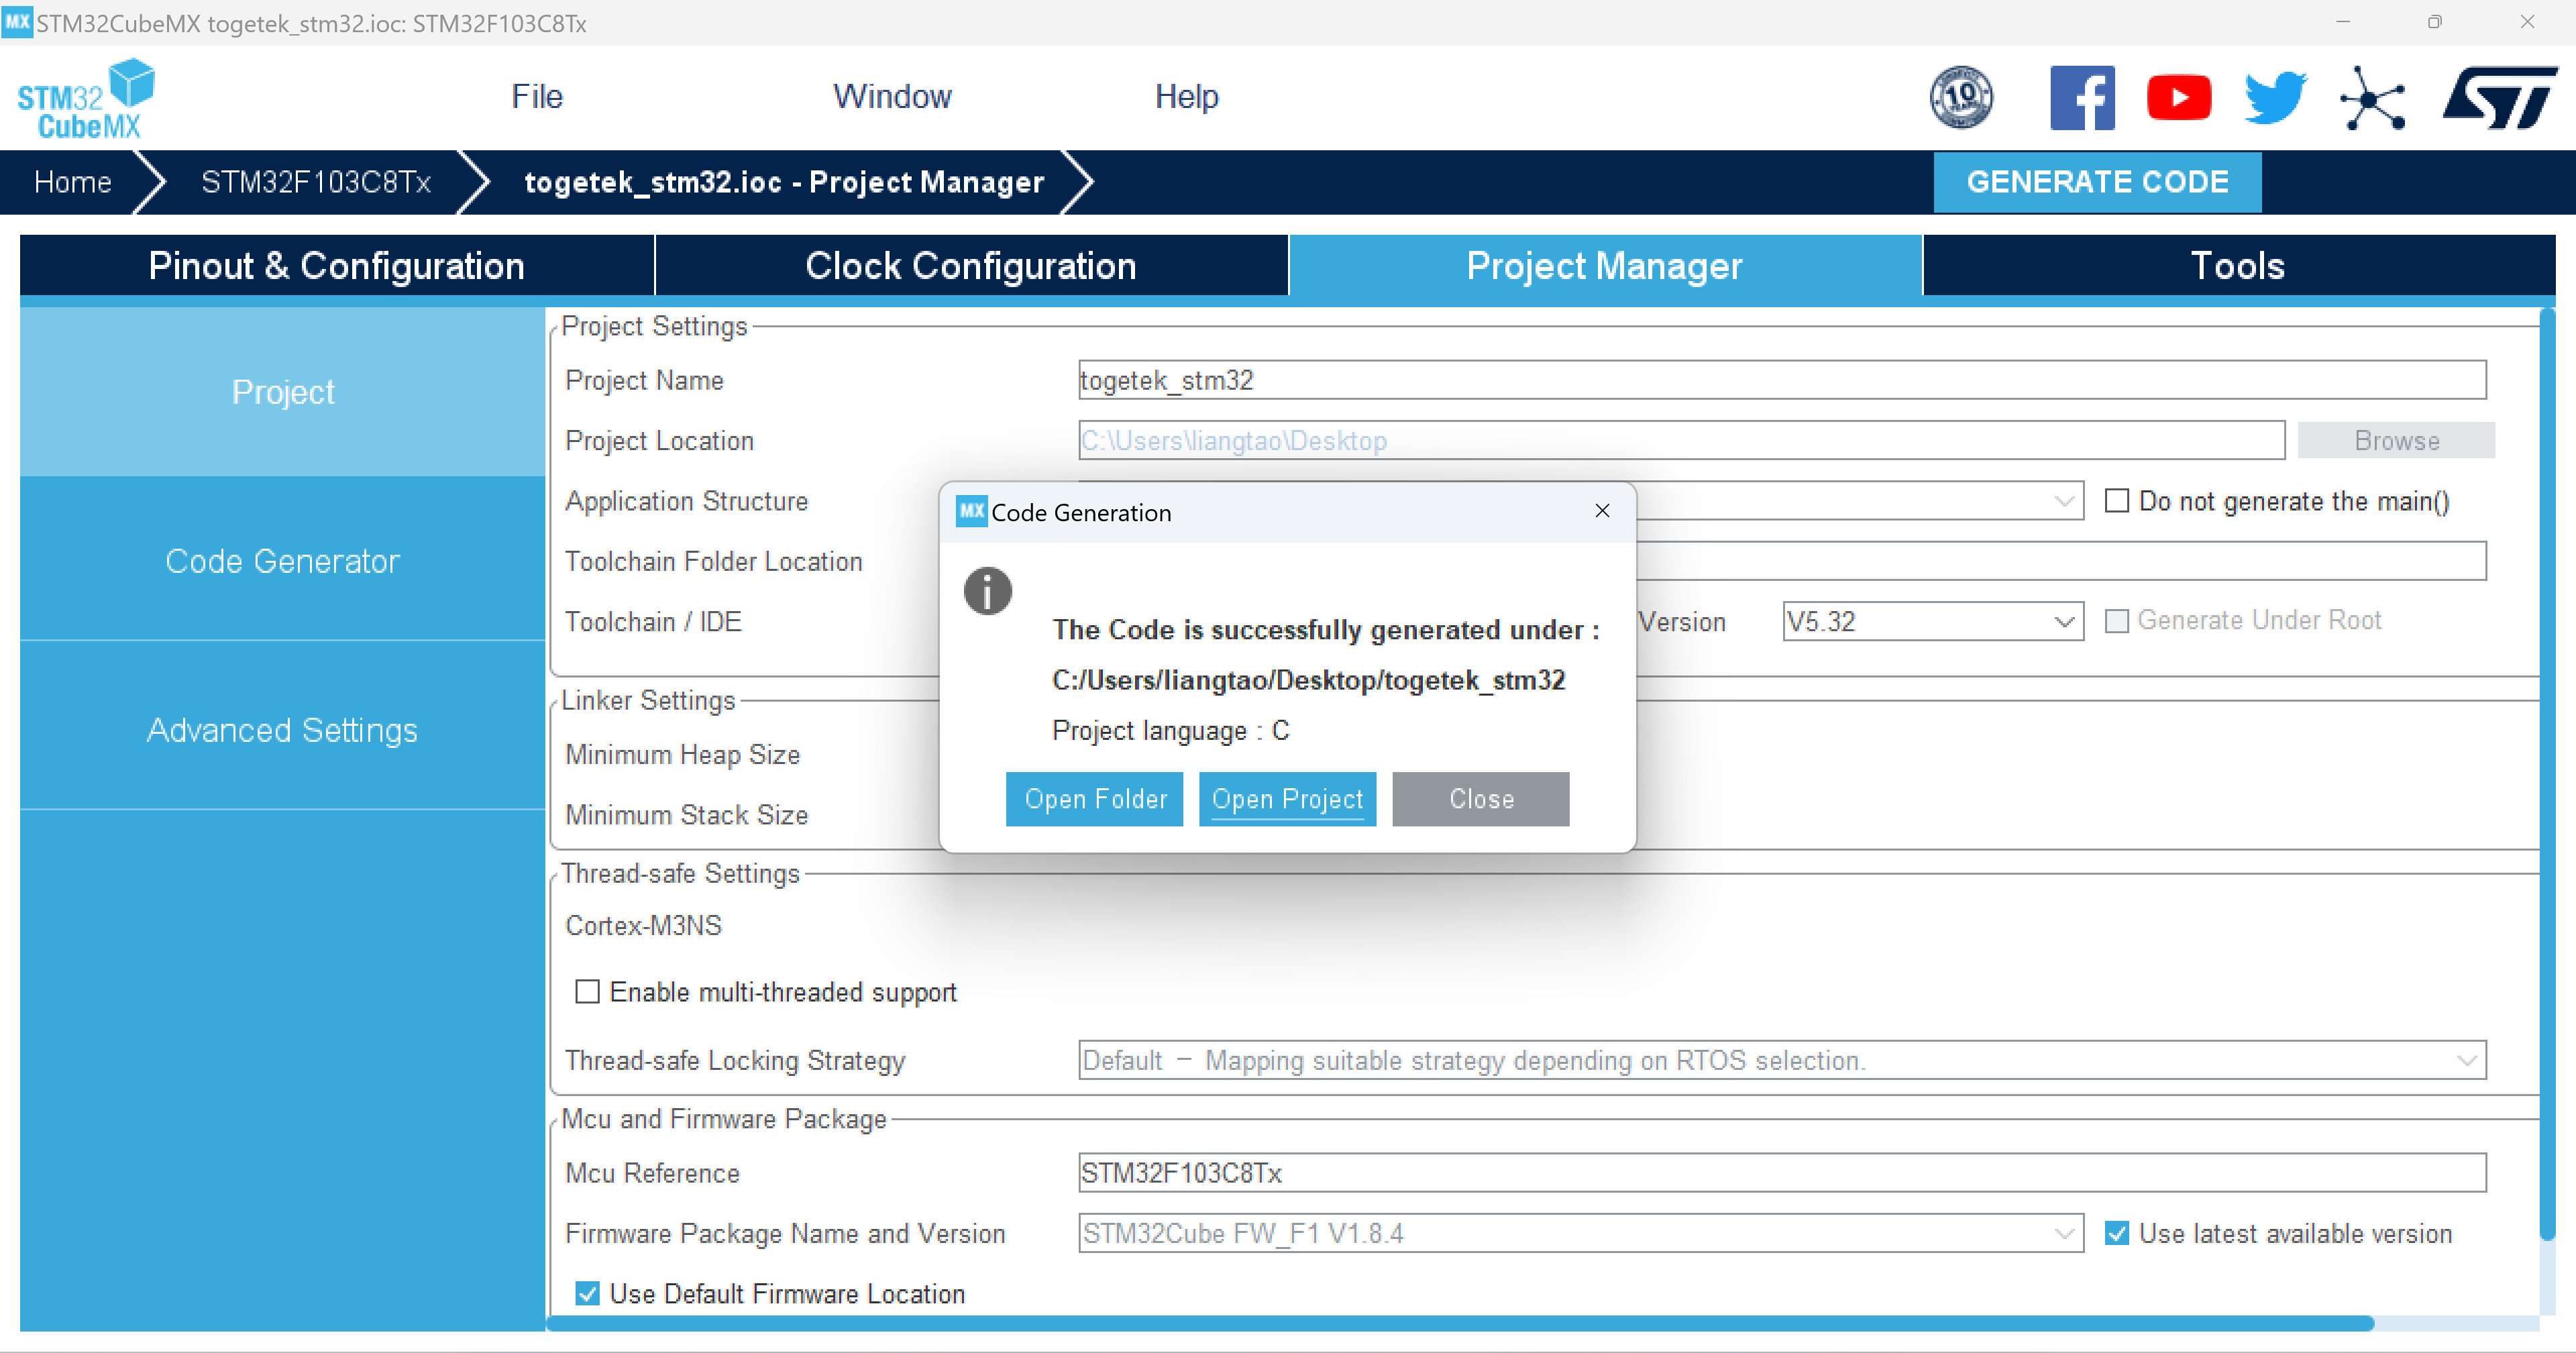 MX STM32CubeMX togetek_stm32.ioc: STM32F103C8Tx
STM32
CubeMX
File
Window
Help
10
YEARS
ST
Home
STM32F103C8Tx
togetek_stm32.ioc - Project Manager
GENERATE CODE
Pinout & Configuration
Clock Configuration
Project Manager
Tools
Project
Code Generator
Advanced Settings
Project Settings
Project Name
togetek_stm32
Project Location
C:\Users\liangtao\Desktop
Browse
Application Structure
Do not generate the main()
Toolchain Folder Location
Toolchain / IDE
Version
V5.32
Generate Under Root
Linker Settings
Minimum Heap Size
Minimum Stack Size
MX Code Generation
The Code is successfully generated under :
C:/Users/liangtao/Desktop/togetek_stm32
Project language : C
Open Folder
Open Project
Close
Thread-safe Settings
Cortex-M3NS
Enable multi-threaded support
Thread-safe Locking Strategy
Default – Mapping suitable strategy depending on RTOS selection.
Mcu and Firmware Package
Mcu Reference
STM32F103C8Tx
Firmware Package Name and Version
STM32Cube FW_F1 V1.8.4
Use latest available version
Use Default Firmware Location